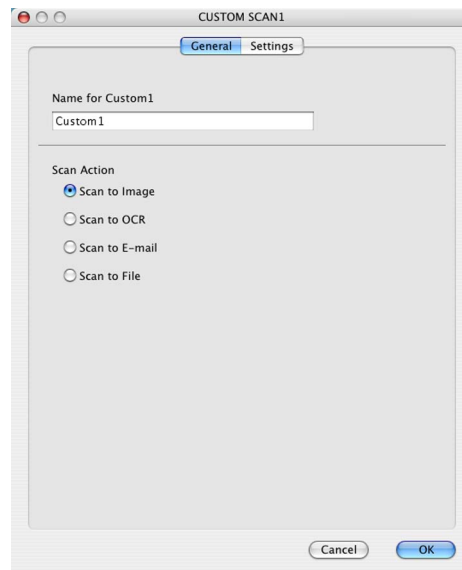 CUSTOM SCAN1
General Settings
Name for Custom1
Custom1
Scan Action
Scan to Image
Scan to OCR
Scan to E-mail
Scan to File
Cancel OK